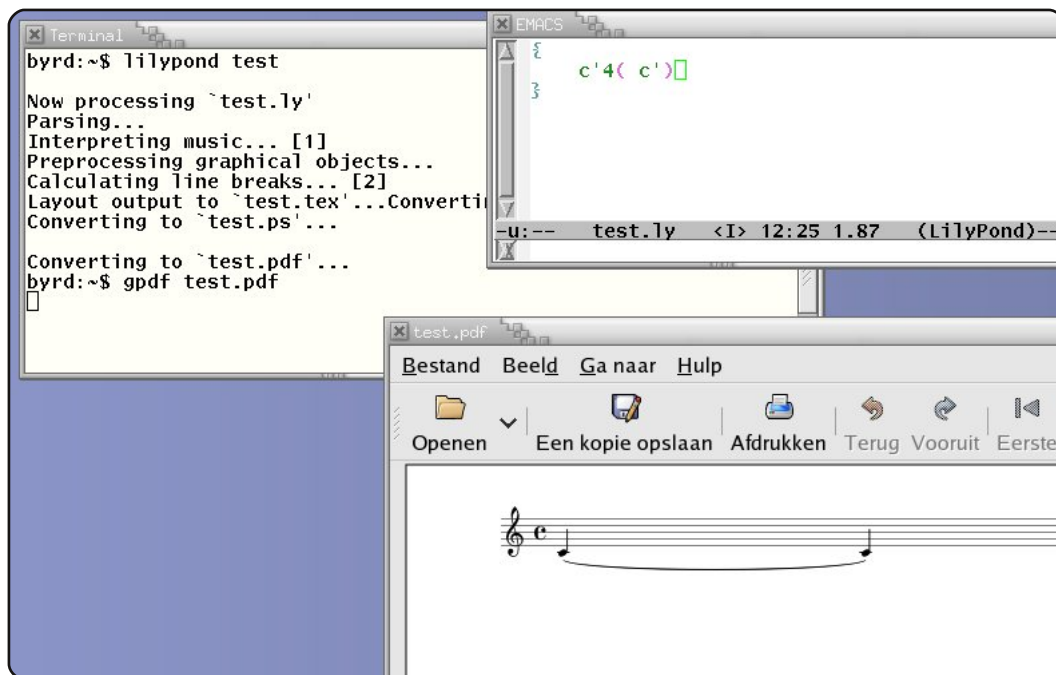 Terminal
byrd:~$ lilypond test
Now processing `test.ly'
Parsing...
Interpreting music... [1]
Preprocessing graphical objects...
Calculating line breaks... [2]
Layout output to `test.tex'...Converti
Converting to `test.ps'...
Converting to `test.pdf'...
byrd:~$ gpdf test.pdf
EMACS
{
c'4( c')
}
-u:-- test.ly <I> 12:25 1.87 (LilyPond)--
test.pdf
Bestand Beeld Ga naar Hulp
Openen Een kopie opslaan Afdrukken Terug Vooruit Eerste